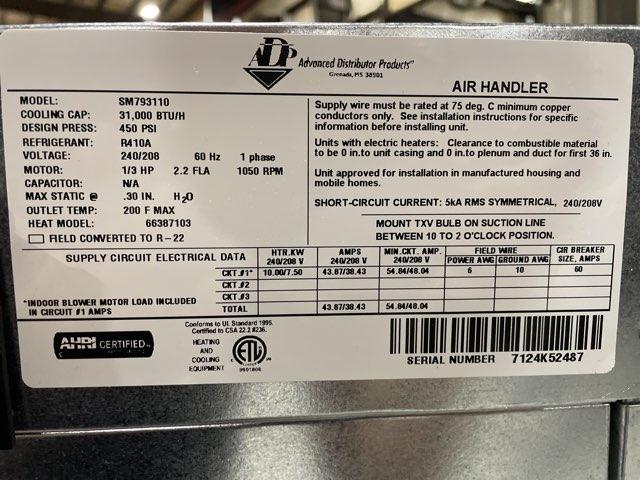 ADP Advanced Distributor Products™
Grenada, MS 38901
AIR HANDLER
MODEL: SM793110
COOLING CAP: 31,000 BTU/H
DESIGN PRESS: 450 PSI
REFRIGERANT: R410A
VOLTAGE: 240/208 60 Hz 1 phase
MOTOR: 1/3 HP 2.2 FLA 1050 RPM
CAPACITOR: N/A
MAX STATIC @ .30 IN. H2O
OUTLET TEMP: 200 F MAX
HEAT MODEL: 66387103
FIELD CONVERTED TO R-22
Supply wire must be rated at 75 deg. C minimum copper
conductors only. See installation instructions for specific
information before installing unit.
Units with electric heaters: Clearance to combustible material
to be 0 in.to unit casing and 0 in.to plenum and duct for first 36 in.
Unit approved for installation in manufactured housing and
mobile homes.
SHORT-CIRCUIT CURRENT: 5kA RMS SYMMETRICAL, 240/208V
MOUNT TXV BULB ON SUCTION LINE
BETWEEN 10 TO 2 O'CLOCK POSITION.
SUPPLY CIRCUIT ELECTRICAL DATA
HTR.KW 240/208 V
AMPS 240/208 V
MIN.CKT. AMP. 240/208 V
FIELD WIRE
POWER AWG GROUND AWG
CIR BREAKER SIZE, AMPS
CKT.#1* 10.00/7.50 43.87/38.43 54.84/48.04 6 10 60
CKT.#2
CKT.#3
TOTAL 43.87/38.43 54.84/48.04
*INDOOR BLOWER MOTOR LOAD INCLUDED
IN CIRCUIT #1 AMPS
AHRI CERTIFIED
Conforms to UL Standard 1995
Certified to CSA 22.2 #236.
HEATING
AND
COOLING
EQUIPMENT
ETL
SERIAL NUMBER 7124K52487